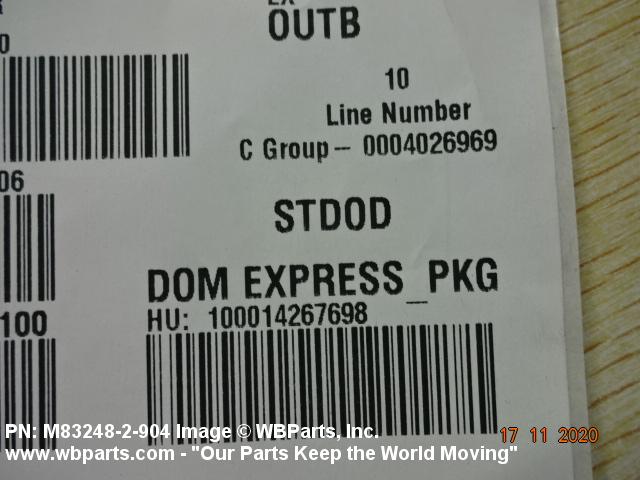 OUTB
10
Line Number
C Group -- 0004026969
06
STDOD
DOM EXPRESS_PKG
100
HU: 100014267698
PN: M83248-2-904 Image © WBParts, Inc.
17 11 2020
www.wbparts.com - "Our Parts Keep the World Moving"